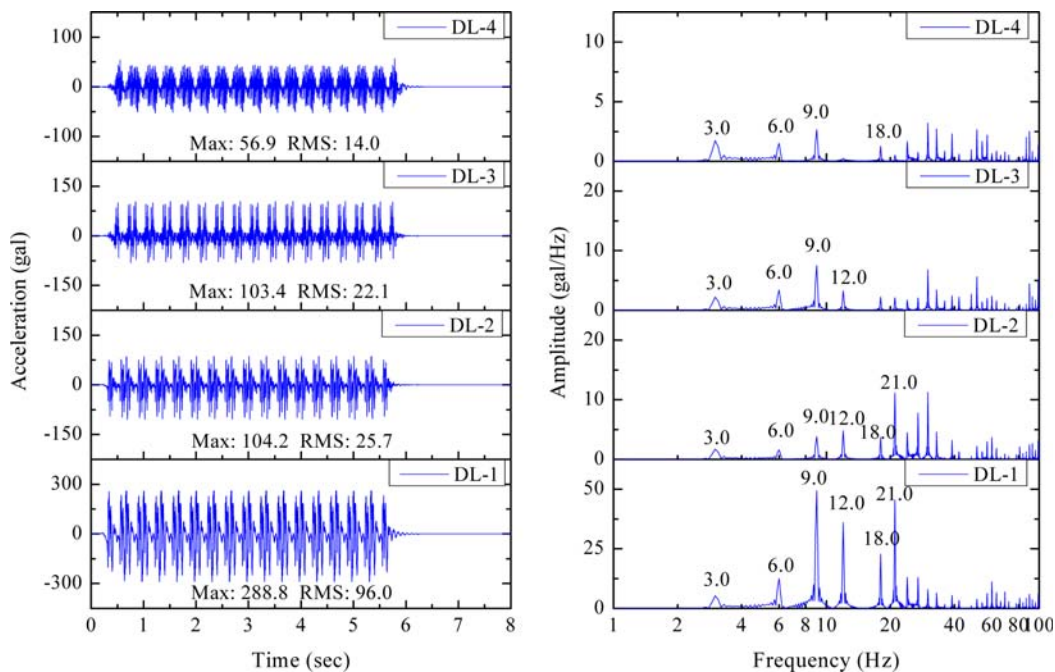 DL-4
100
0
-100
Max: 56.9 RMS: 14.0
DL-3
150
0
-150
Max: 103.4 RMS: 22.1
DL-2
150
0
-150
Max: 104.2 RMS: 25.7
DL-1
300
0
-300
Max: 288.8 RMS: 96.0
0 1 2 3 4 5 6 7 8
Time (sec)
Acceleration (gal)
DL-4
10
5
0
3.0 6.0 9.0 18.0
DL-3
20
10
0
3.0 6.0 9.0 12.0
DL-2
20
10
0
3.0 6.0 9.0 12.0 18.0 21.0
DL-1
50
25
0
3.0 6.0 9.0 12.0 18.0 21.0
1 2 4 6 8 10 20 40 60 80 100
Frequency (Hz)
Amplitude (gal/Hz)